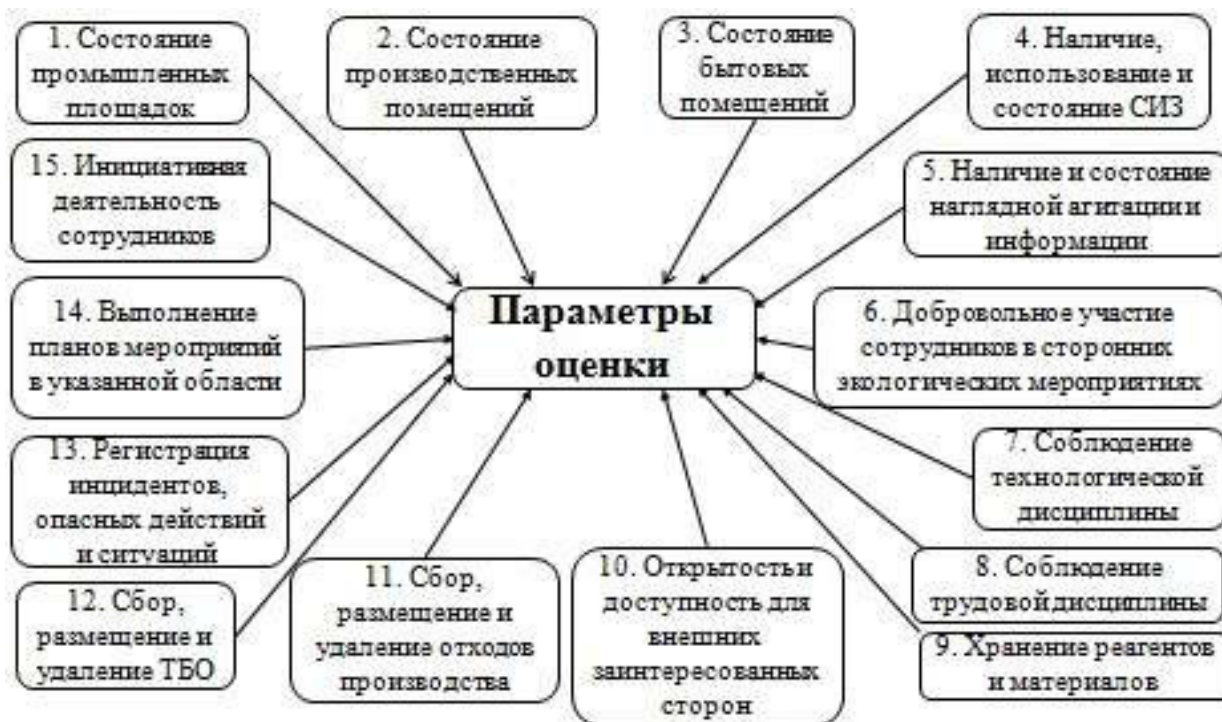 1. Состояние
промышленных
площадок
2. Состояние
производственных
помещений
3. Состояние
бытовых
помещений
4. Наличие,
использование и
состояние СИЗ
5. Наличие и состояние
наглядной агитации и
информации
6. Добровольное участие
сотрудников в сторонних
экологических мероприятиях
7. Соблюдение
технологической
дисциплины
8. Соблюдение
трудовой дисциплины
9. Хранение реагентов
и материалов
10. Открытость и
доступность для
внешних
заинтересованных
сторон
11. Сбор,
размещение и
удаление отходов
производства
12. Сбор,
размещение и
удаление ТБО
13. Регистрация
инцидентов,
опасных действий
и ситуаций
14. Выполнение
планов мероприятий
в указанной области
15. Инициативная
деятельность
сотрудников
Параметры
оценки